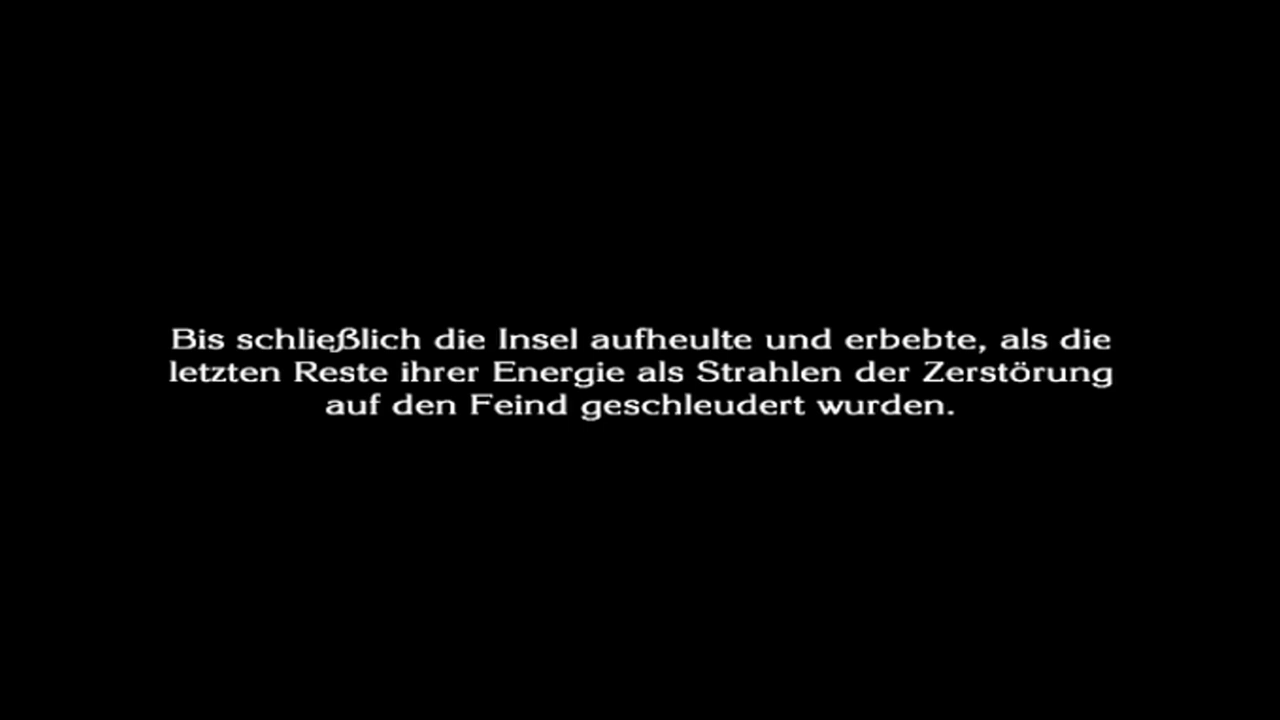 Bis schließlich die Insel aufheulte und erbebte, als die
letzten Reste ihrer Energie als Strahlen der Zerstörung
auf den Feind geschleudert wurden.